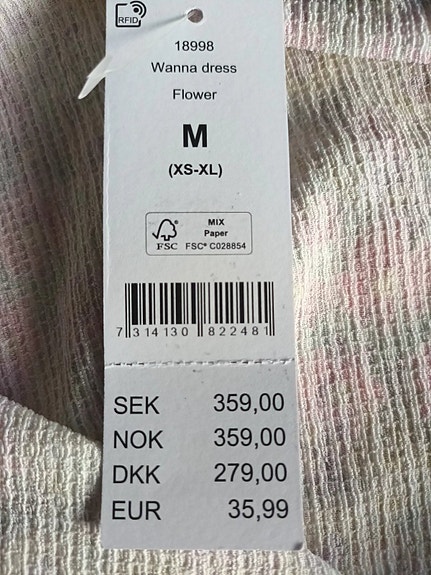 RFID
18998
Wanna dress
Flower
M
(XS-XL)
MIX
Paper
FSC
FSC® C028854
7 314130 822481
SEK 359,00
NOK 359,00
DKK 279,00
EUR 35,99